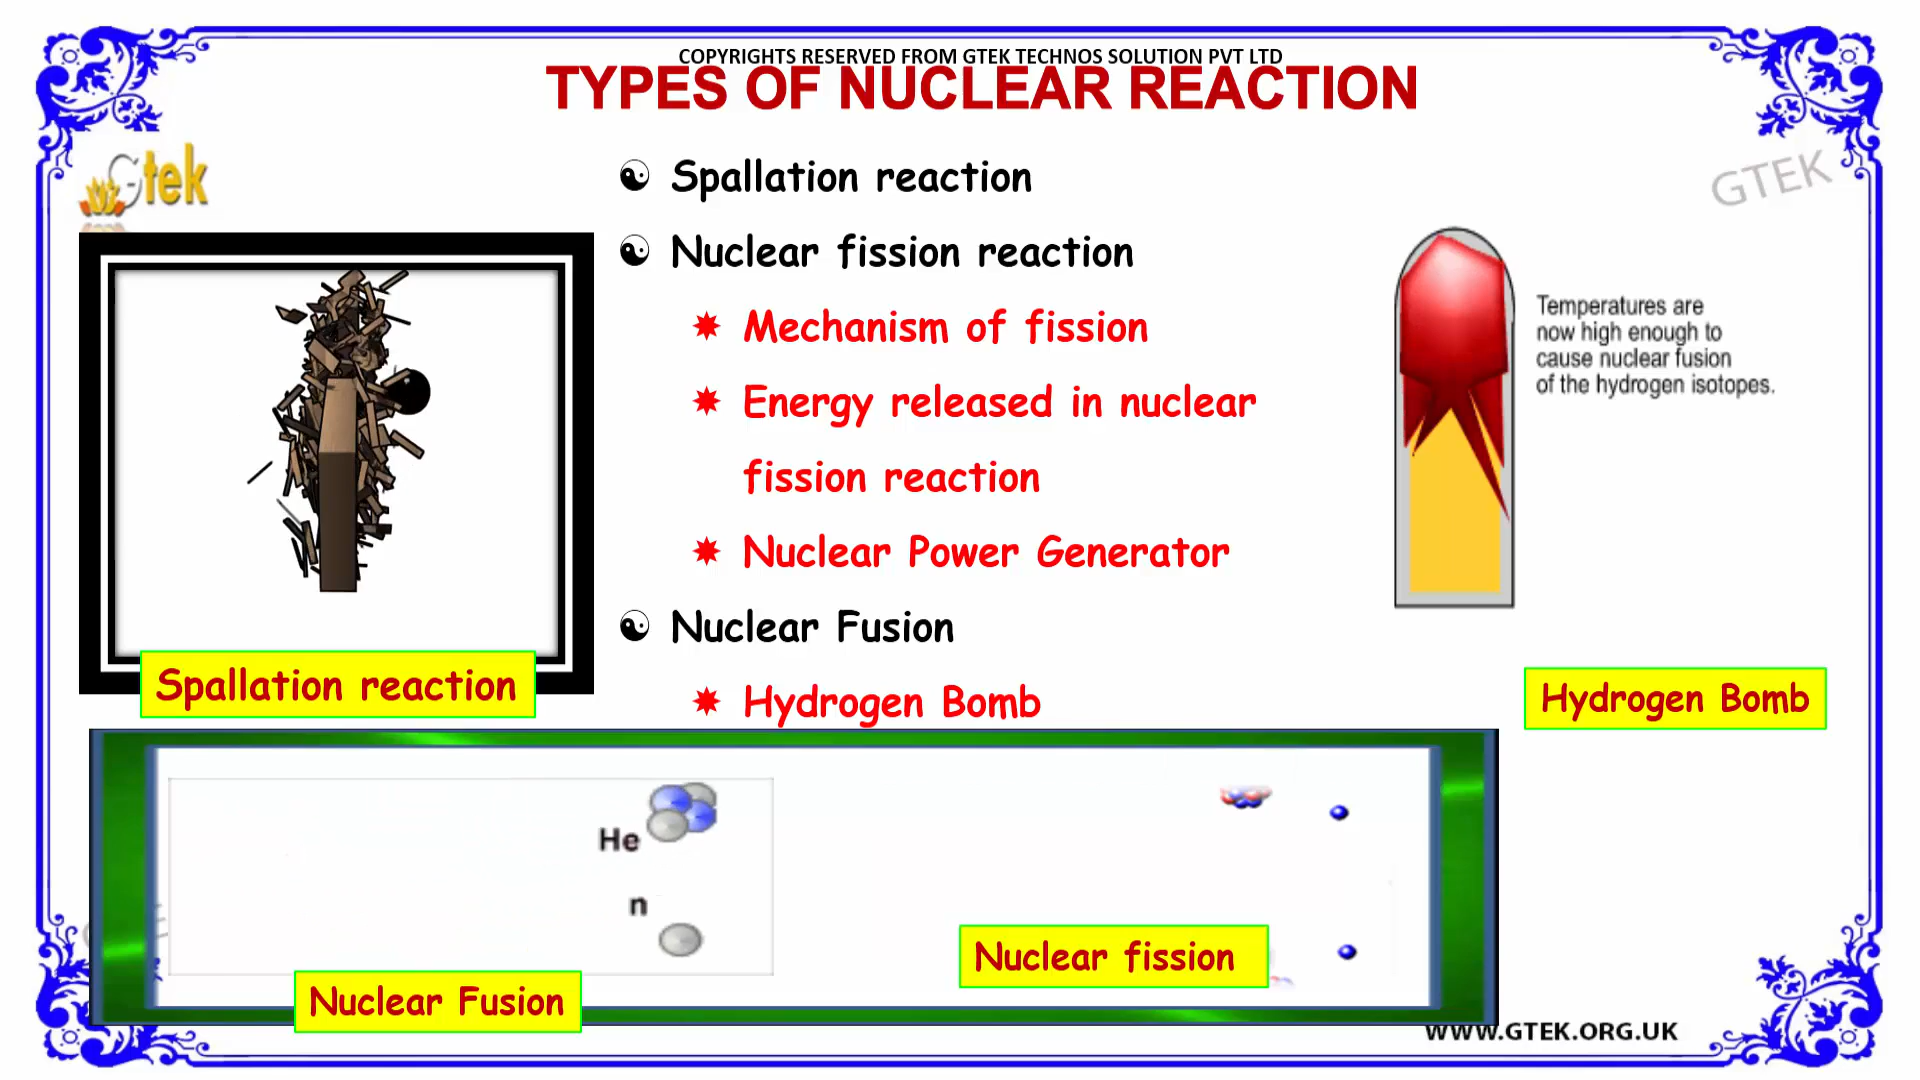 COPYRIGHTS RESERVED FROM GTEK TECHNOS SOLUTION PVT LTD
TYPES OF NUCLEAR REACTION
Gtek
GTEK
Spallation reaction
Nuclear fission reaction
Mechanism of fission
Energy released in nuclear
fission reaction
Nuclear Power Generator
Nuclear Fusion
Hydrogen Bomb
Temperatures are
now high enough to
cause nuclear fusion
of the hydrogen isotopes.
Spallation reaction
Hydrogen Bomb
He
n
Nuclear fission
Nuclear Fusion
WWW.GTEK.ORG.UK